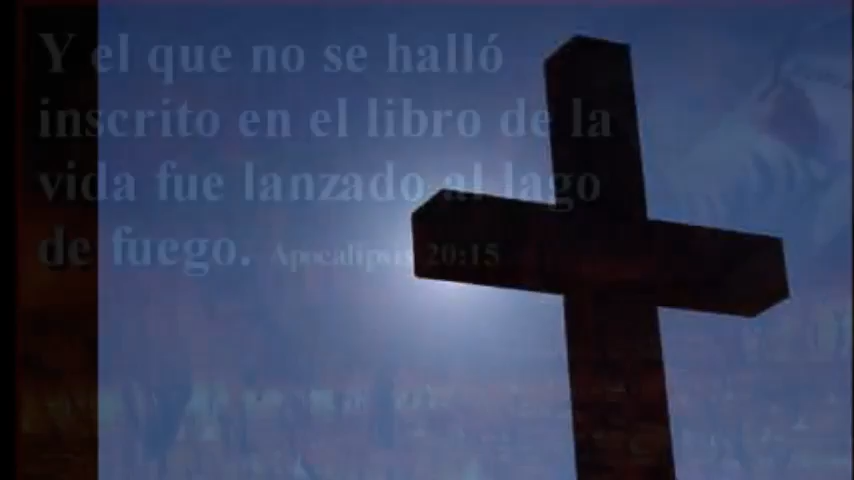 Y el que no se halló
inscrito en el libro de la
vida fue lanzado al lago
de fuego. Apocalipsis 20:15